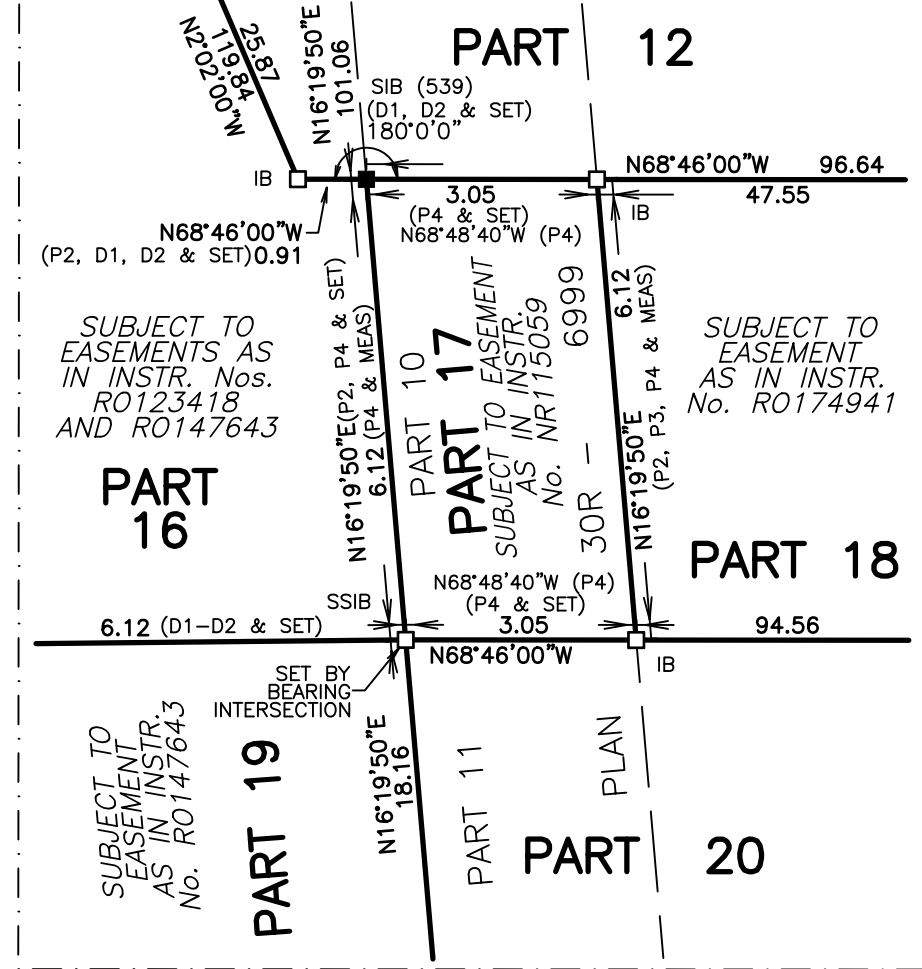 25.87
119.84
N2°02'00"W
N16°19'50"E
101.06
PART 12
SIB (539)
(D1, D2 & SET)
180°0'0"
IB
N68°46'00"W 96.64
47.55
IB
3.05
(P4 & SET)
N68°48'40"W (P4)
N68°46'00"W
(P2, D1, D2 & SET)0.91
SUBJECT TO
EASEMENTS AS
IN INSTR. Nos.
RO123418
AND RO147643
PART
16
N16°19'50"E(P2, P4 & SET)
6.12 (P4 & MEAS)
PART 10
PART 17
SUBJECT TO EASEMENT
AS IN INSTR.
No. NR115059
30R - 6999
6.12
N16°19'50"E
(P2, P3, P4 & MEAS)
SUBJECT TO
EASEMENT
AS IN INSTR.
No. RO174941
PART 18
N68°48'40"W (P4)
(P4 & SET)
3.05
N68°46'00"W
SSIB
6.12 (D1-D2 & SET)
94.56
IB
SET BY
BEARING
INTERSECTION
SUBJECT TO
EASEMENT
AS IN INSTR.
No. RO147643
PART 19
N16°19'50"E
18.16
PART 11
PLAN
PART 20